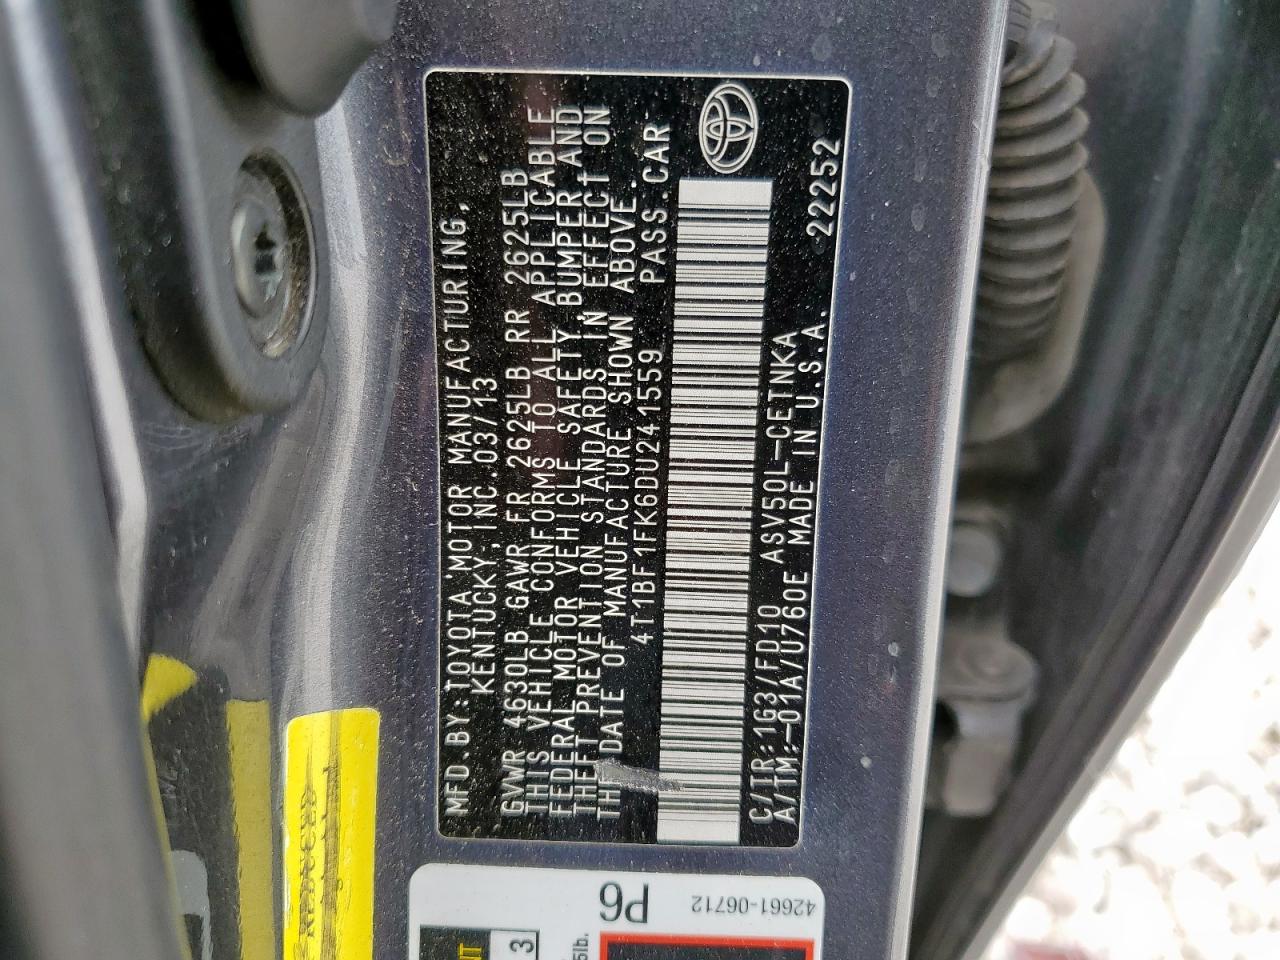 MFD.BY:TOYOTA MOTOR MANUFACTURING,
KENTUCKY, INC. 03/13
GVWR 4630LB GAWR FR 2625LB RR 2625LB
THIS VEHICLE CONFORMS TO ALL APPLICABLE
FEDERAL MOTOR VEHICLE SAFETY BUMPER AND
THEFT PREVENTION STANDARDS IN EFFECT ON
THE DATE OF MANUFACTURE SHOWN ABOVE.
4T1BF1FK6DU241559 PASS.CAR
C/TR:1G3/FD10 ASV50L-CETNKA
A/TM:-01A/U760E MADE IN U.S.A.
22252
P6
42661-06712
3
REDUCED